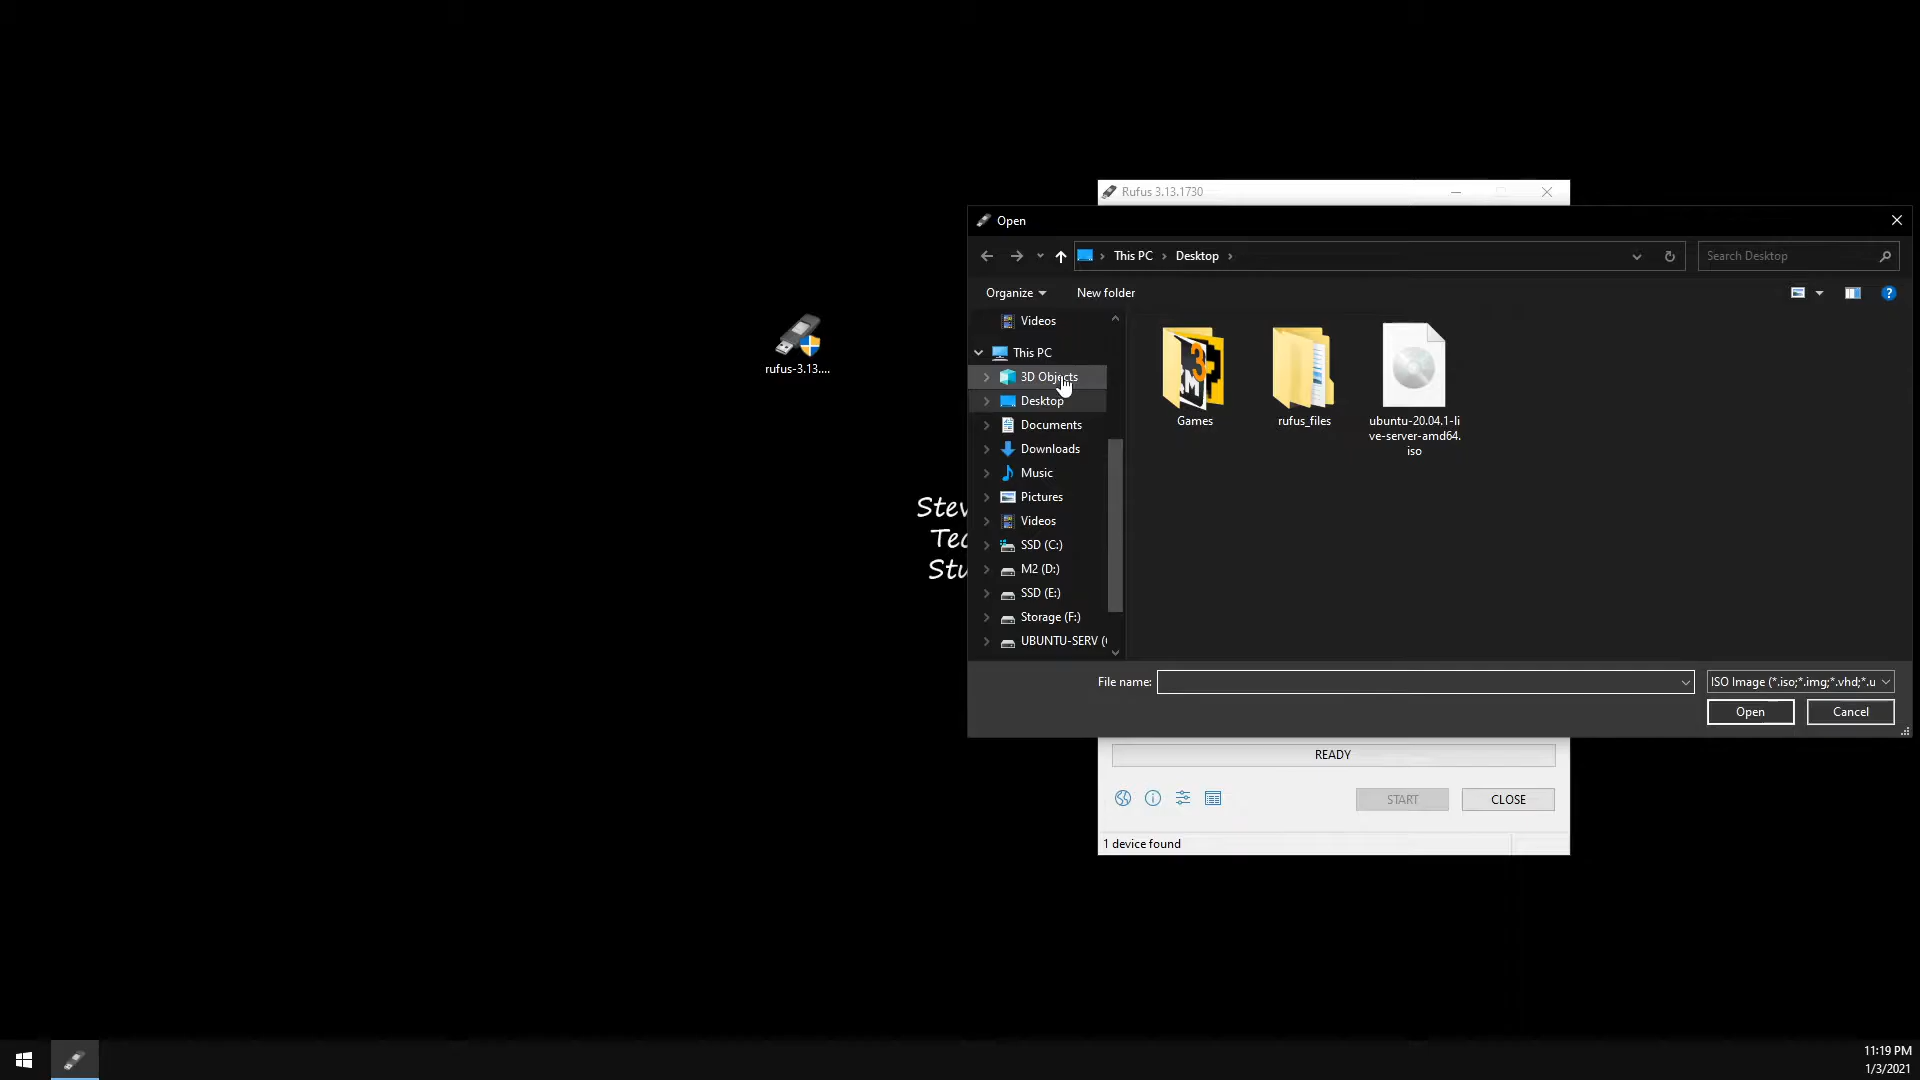 Rufus 3.13.1730
Open
This PC
Desktop
Search Desktop
Organize
New folder
Videos
This PC
3D Objects
Desktop
Documents
Downloads
Music
Pictures
Videos
SSD (C:)
M2 (D:)
SSD (E:)
Storage (F:)
UBUNTU-SERV (
Games
rufus_files
ubuntu-20.04.1-li
ve-server-amd64.
iso
File name:
ISO Image (*.iso;*.img;*.vhd;*.u
Open
Cancel
READY
START
CLOSE
1 device found
rufus-3.13....
Stev
Tec
Stu
11:19 PM
1/3/2021